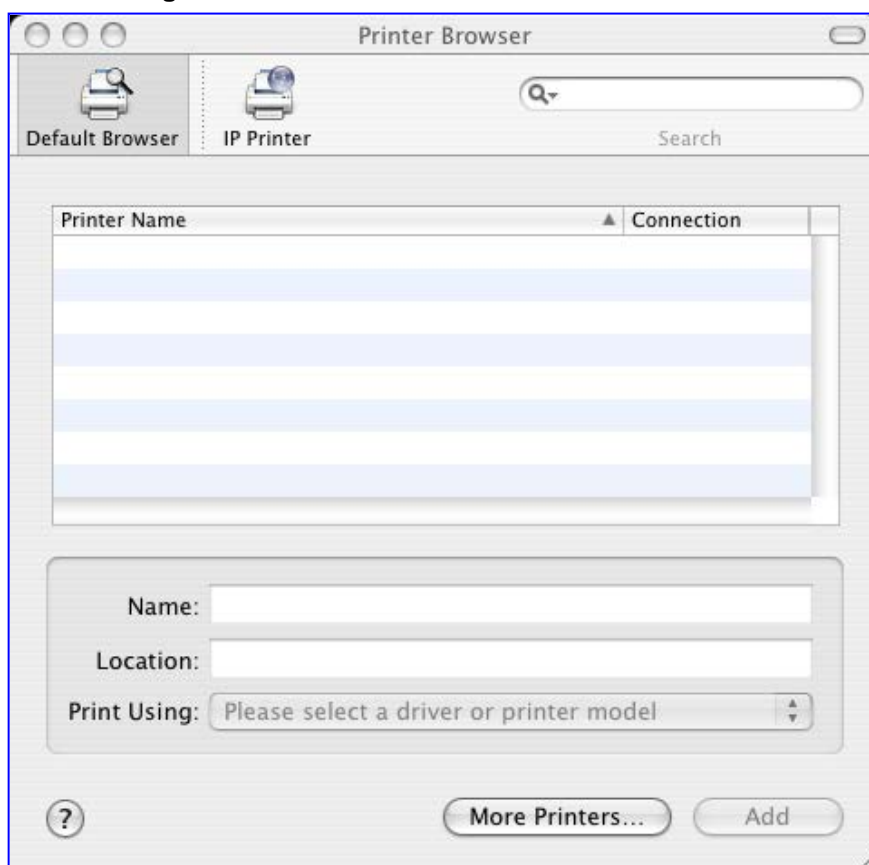 Printer Browser
Default Browser
IP Printer
Search
Printer Name Connection
Name:
Location:
Print Using: Please select a driver or printer model
? More Printers... Add